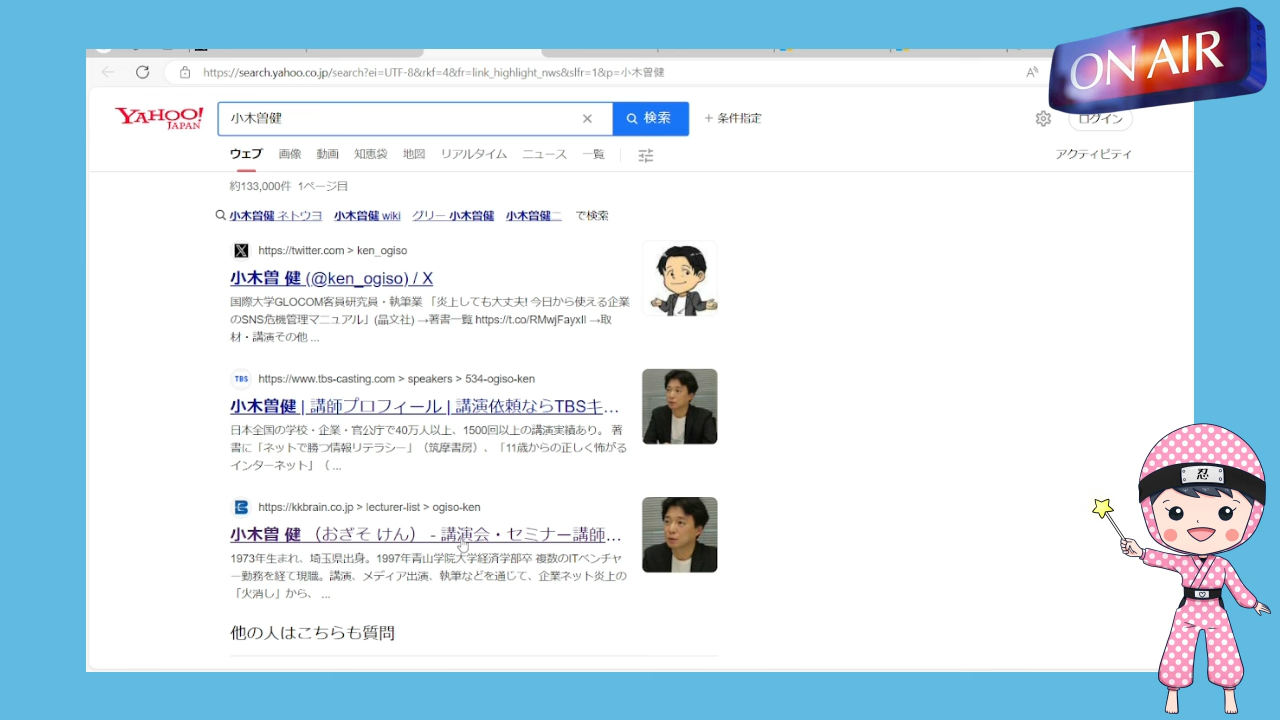 ON AIR
https://search.yahoo.co.jp/search?ei=UTF-8&rkf=4&fr=link_highlight_nws&slfr=1&p=小木曽健
YAHOO!
JAPAN
小木曽健
検索
+ 条件指定
ログイン
ウェブ 画像 動画 知恵袋 地図 リアルタイム ニュース 一覧
アクティビティ
約133,000件 1ページ目
小木曽健 ネトウヨ 小木曽健 wiki グリー 小木曽健 小木曽健二 で検索
https://twitter.com > ken_ogiso
小木曽 健 (@ken_ogiso) / X
国際大学GLOCOM客員研究員・執筆業 「炎上しても大丈夫! 今日から使える企業
のSNS危機管理マニュアル」(晶文社) →著書一覧 https://t.co/RMwjFayxIl →取
材・講演その他 ...
TBS
https://www.tbs-casting.com > speakers > 534-ogiso-ken
小木曽健 | 講師プロフィール | 講演依頼ならTBSキ...
日本全国の学校・企業・官公庁で40万人以上、1500回以上の講演実績あり。 著
書に「ネットで勝つ情報リテラシー」（筑摩書房）、「11歳からの正しく怖がる
インターネット」（ ...
https://kkbrain.co.jp > lecturer-list > ogiso-ken
小木曽 健 （おぎそ けん） - 講演会・セミナー講師...
1973年生まれ、埼玉県出身。1997年青山学院大学経済学部卒 複数のITベンチャ
ー勤務を経て現職。講演、メディア出演、執筆などを通じて、企業ネット炎上の
「火消し」から、 ...
他の人はこちらも質問
忍